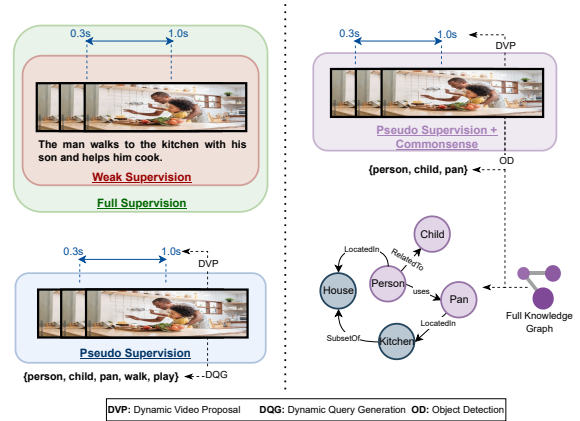 0.3s 1.0s
The man walks to the kitchen with his
son and helps him cook.
Weak Supervision
Full Supervision
0.3s 1.0s
DVP
Pseudo Supervision
{person, child, pan, walk, play}
DQG
0.3s 1.0s
DVP
Pseudo Supervision +
Commonsense
OD
{person, child, pan}
Child
LocatedIn
RelatedTo
House
Person
uses
Pan
LocatedIn
SubsetOf
Kitchen
Full Knowledge
Graph
DVP: Dynamic Video Proposal DQG: Dynamic Query Generation OD: Object Detection